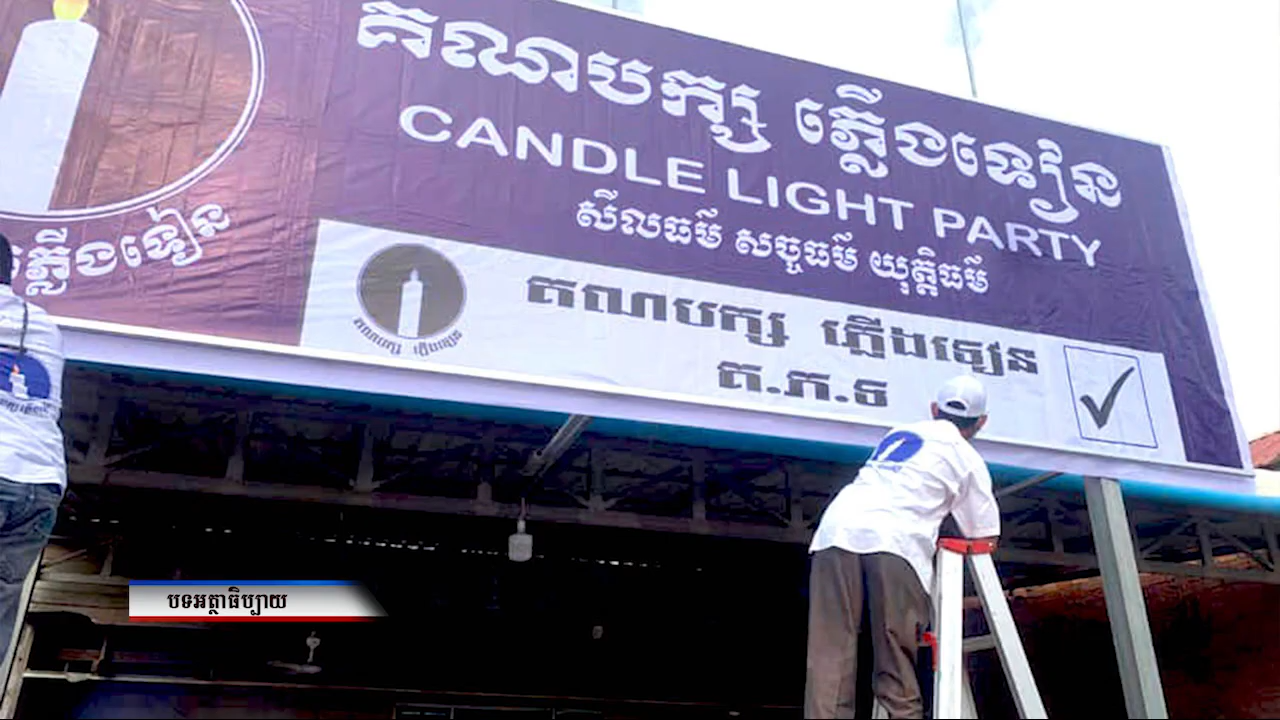 គណបក្ស ភ្លើងទៀន
CANDLE LIGHT PARTY
សីលធម៌ សច្ចធម៌ យុត្តិធម៌
ភ្លើងទៀន
គណបក្ស ភ្លើងទៀន
គណបក្ស ភ្លើងទៀន
គ.ភ.ទ
បទអត្ថាធិប្បាយ